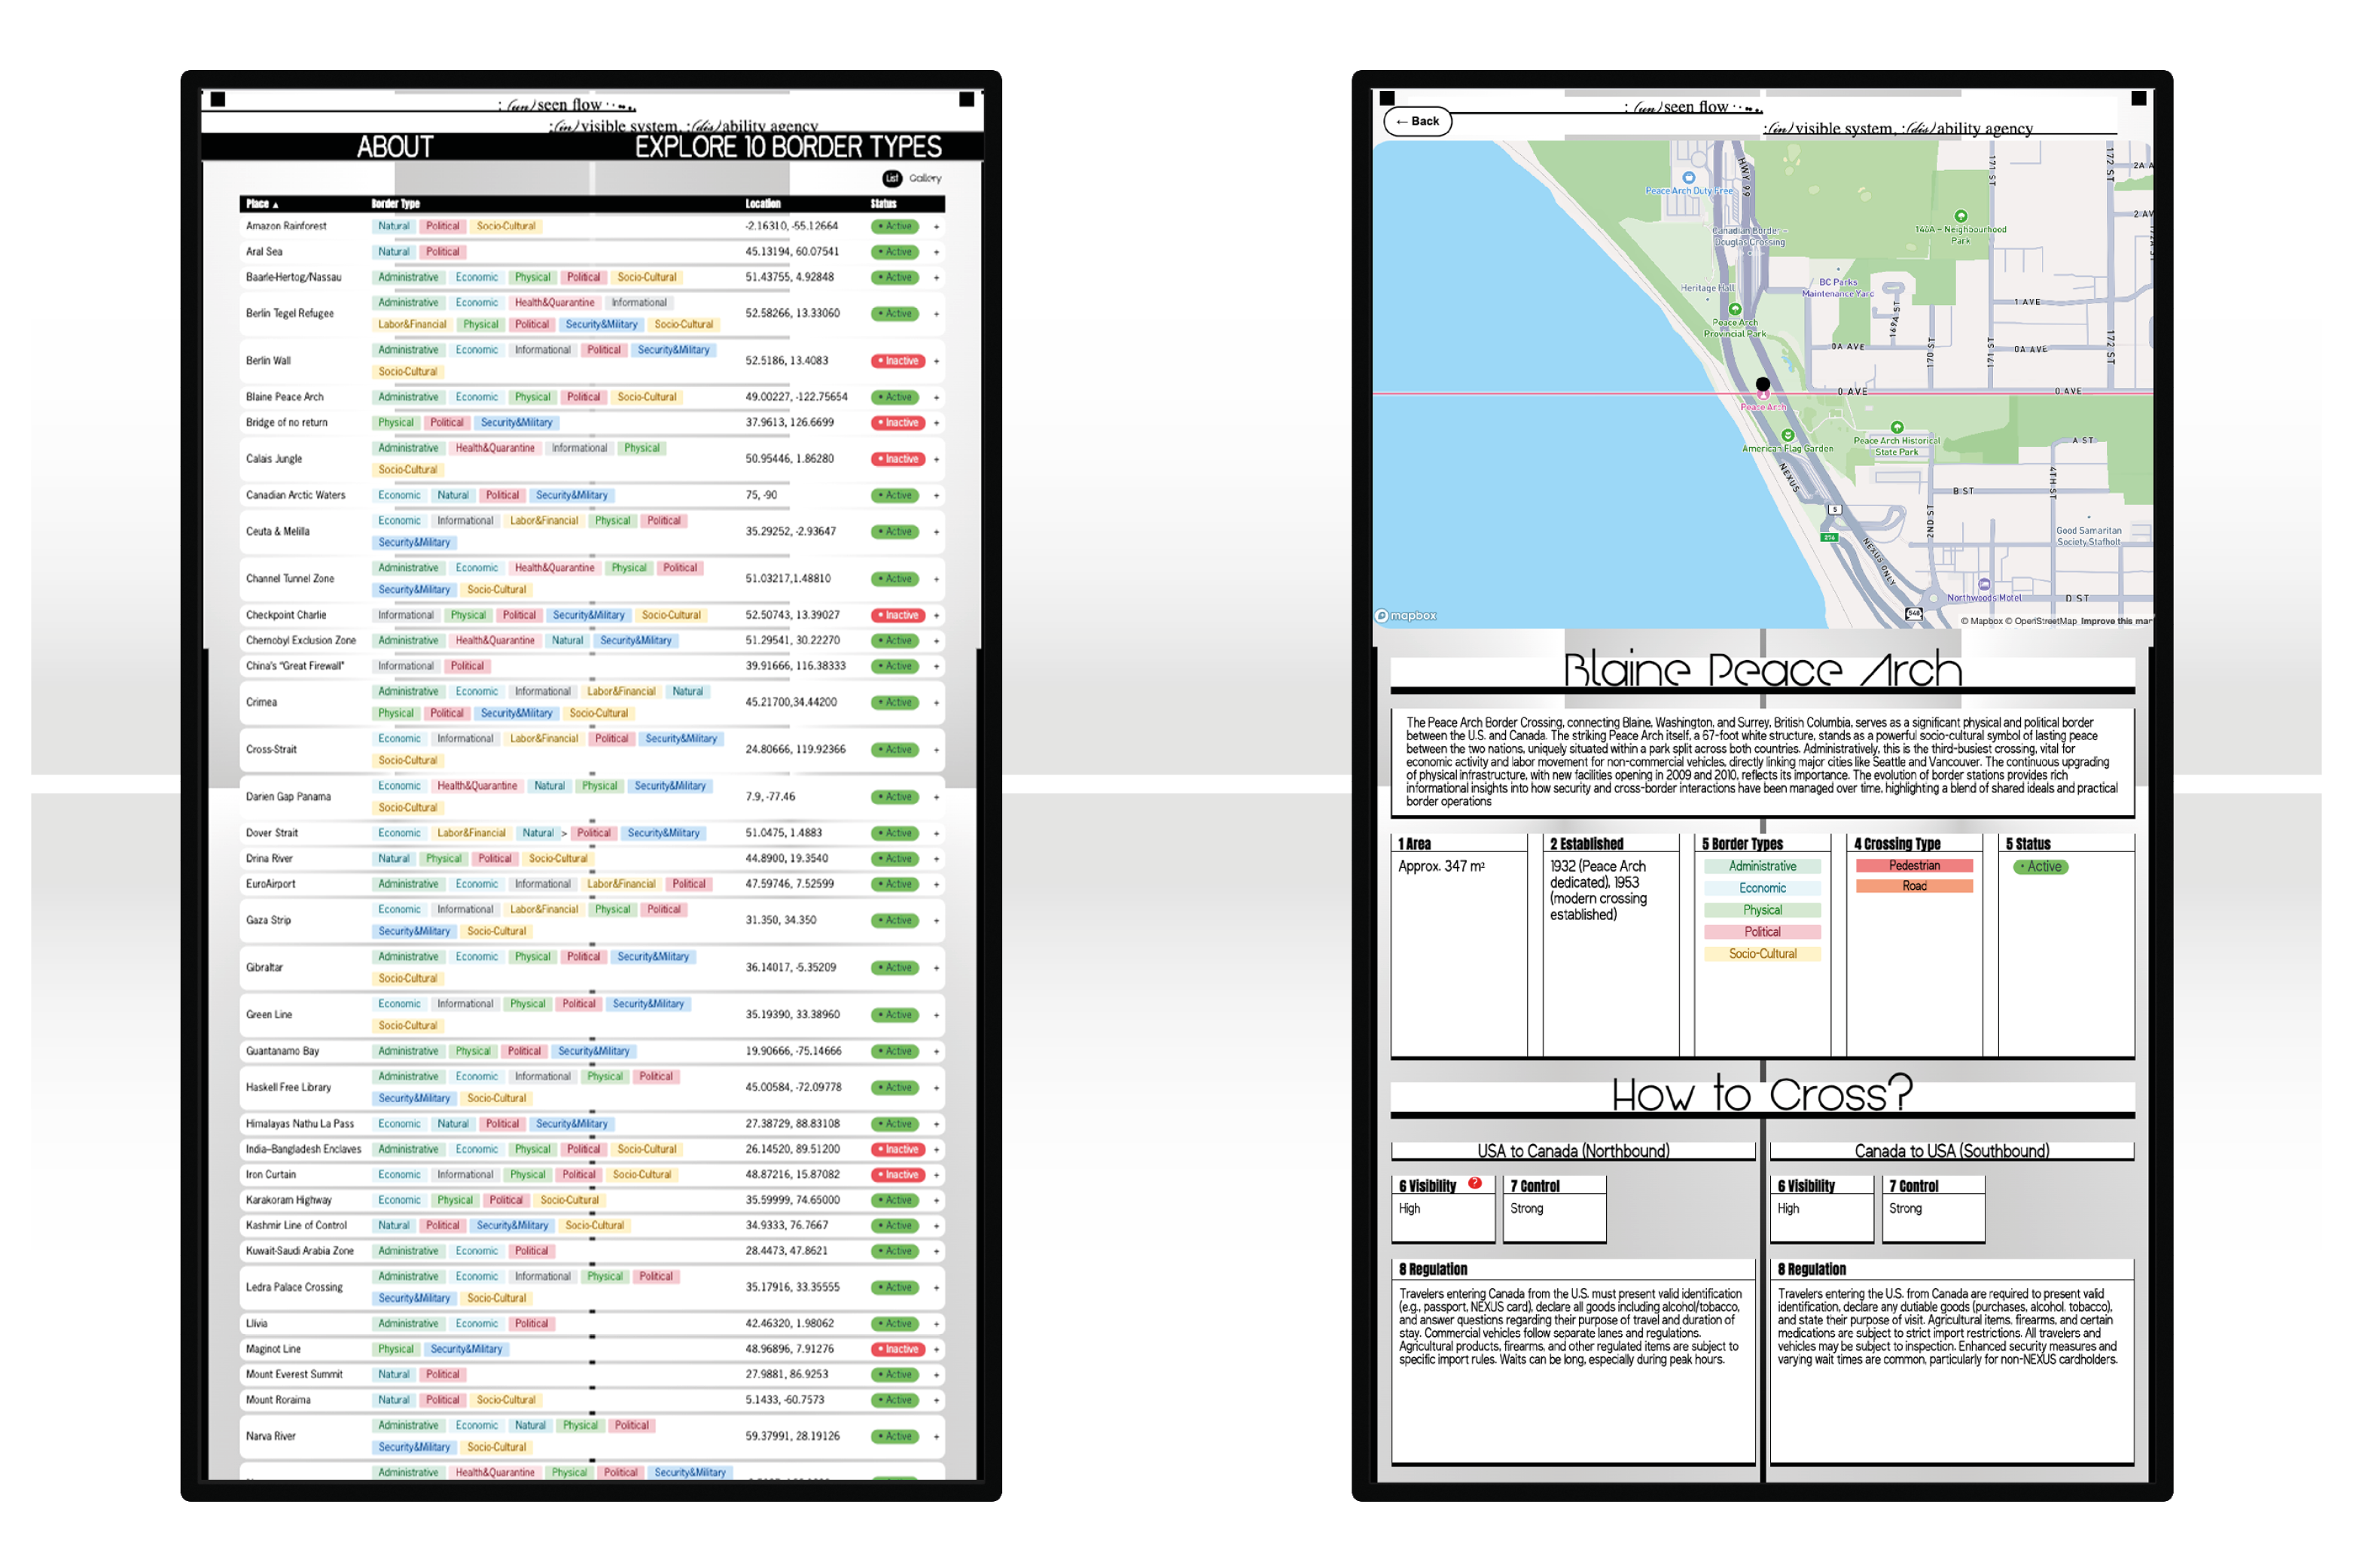 : (un)seen flow
:(in)visible system, :(dis)ability agency
ABOUT EXPLORE 10 BORDER TYPES
List Gallery
Place ▲ Border Type Location Status
Amazon Rainforest Natural Political Socio-Cultural -2.16310, -55.12664 • Active +
Aral Sea Natural Political 45.13194, 60.07541 • Active +
Baarle-Hertog/Nassau Administrative Economic Physical Political Socio-Cultural 51.43755, 4.92848 • Active +
Administrative Economic Health&Quarantine Informational
Berlin Tegel Refugee 52.58266, 13.33060 • Active +
Labor&Financial Physical Political Security&Military Socio-Cultural
Administrative Economic Informational Political Security&Military
Berlin Wall 52.5186, 13.4083 • Inactive +
Socio-Cultural
Blaine Peace Arch Administrative Economic Physical Political Socio-Cultural 49.00227, -122.75654 • Active +
Bridge of no return Physical Political Security&Military 37.9613, 126.6699 • Inactive +
Administrative Health&Quarantine Informational Physical
Calais Jungle 50.95446, 1.86280 • Inactive +
Socio-Cultural
Canadian Arctic Waters Economic Natural Political Security&Military 75, -90 • Active +
Economic Informational Labor&Financial Physical Political
Ceuta & Melilla 35.29252, -2.93647 • Active +
Security&Military
Administrative Economic Health&Quarantine Physical Political
Channel Tunnel Zone 51.03217,1.48810 • Active +
Security&Military Socio-Cultural
Checkpoint Charlie Informational Physical Political Security&Military Socio-Cultural 52.50743, 13.39027 • Inactive +
Chernobyl Exclusion Zone Administrative Health&Quarantine Natural Security&Military 51.29541, 30.22270 • Active +
China's "Great Firewall" Informational Political 39.91666, 116.38333 • Active +
Administrative Economic Informational Labor&Financial Natural
Crimea 45.21700,34.44200 • Active +
Physical Political Security&Military Socio-Cultural
Economic Informational Labor&Financial Political Security&Military
Cross-Strait 24.80666, 119.92366 • Active +
Socio-Cultural
Economic Health&Quarantine Natural Physical Security&Military
Darien Gap Panama 7.9, -77.46 • Active +
Socio-Cultural
Dover Strait Economic Labor&Financial Natural > Political Security&Military 51.0475, 1.4883 • Active +
Drina River Natural Physical Political Socio-Cultural 44.8900, 19.3540 • Active +
EuroAirport Administrative Economic Informational Labor&Financial Political 47.59746, 7.52599 • Active +
Economic Informational Labor&Financial Physical Political
Gaza Strip 31.350, 34.350 • Active +
Security&Military Socio-Cultural
Administrative Economic Physical Political Security&Military
Gibraltar 36.14017, -5.35209 • Active +
Socio-Cultural
Economic Informational Physical Political Security&Military
Green Line 35.19390, 33.38960 • Active +
Socio-Cultural
Guantanamo Bay Administrative Physical Political Security&Military 19.90666, -75.14666 • Active +
Administrative Economic Informational Physical Political
Haskell Free Library 45.00584, -72.09778 • Active +
Security&Military Socio-Cultural
Himalayas Nathu La Pass Economic Natural Political Security&Military 27.38729, 88.83108 • Active +
India–Bangladesh Enclaves Administrative Economic Physical Political Socio-Cultural 26.14520, 89.51200 • Inactive +
Iron Curtain Economic Informational Physical Political Socio-Cultural 48.87216, 15.87082 • Inactive +
Karakoram Highway Economic Physical Political Socio-Cultural 35.59999, 74.65000 • Active +
Kashmir Line of Control Natural Political Security&Military Socio-Cultural 34.9333, 76.7667 • Active +
Kuwait-Saudi Arabia Zone Administrative Economic Political 28.4473, 47.8621 • Active +
Administrative Economic Informational Physical Political
Ledra Palace Crossing 35.17916, 33.35555 • Active +
Security&Military Socio-Cultural
Llívia Administrative Economic Political 42.46320, 1.98062 • Active +
Maginot Line Physical Security&Military 48.96896, 7.91276 • Inactive +
Mount Everest Summit Natural Political 27.9881, 86.9253 • Active +
Mount Roraima Natural Political Socio-Cultural 5.1433, -60.7573 • Active +
Administrative Economic Natural Physical Political
Narva River 59.37991, 28.19126 • Active +
Security&Military Socio-Cultural
Administrative Health&Quarantine Physical Political Security&Military
: (un)seen flow
← Back
:(in)visible system, :(dis)ability agency
HWY 99
171 ST
172 ST
2A A
Peace Arch Duty Free
2 AV
Canadian Border -
Douglas Crossing
146A – Neighbourhood
Park
Heritage Hall
BC Parks
Maintenance Yard
1 AVE
169A ST
Peace Arch
Provincial Park
0A AVE
170 ST
171 ST
0A AVE
172 ST
0 AVE
0 AVE
Peace Arch
American Flag Garden
Peace Arch Historical
State Park
A ST
NEXUS
4TH ST
B ST
5
2ND ST
Good Samaritan
Society Stafholt
276
NEXUS ONLY
Northwoods Motel
D ST
548
mapbox
© Mapbox © OpenStreetMap Improve this map
Blaine Peace Arch
The Peace Arch Border Crossing, connecting Blaine, Washington, and Surrey, British Columbia, serves as a significant physical and political border
between the U.S. and Canada. The striking Peace Arch itself, a 67-foot white structure, stands as a powerful socio-cultural symbol of lasting peace
between the two nations, uniquely situated within a park split across both countries. Administratively, this is the third-busiest crossing, vital for
economic activity and labor movement for non-commercial vehicles, directly linking major cities like Seattle and Vancouver. The continuous upgrading
of physical infrastructure, with new facilities opening in 2009 and 2010, reflects its importance. The evolution of border stations provides rich
informational insights into how security and cross-border interactions have been managed over time, highlighting a blend of shared ideals and practical
border operations
1 Area
Approx. 347 m²
2 Established
1932 (Peace Arch
dedicated), 1953
(modern crossing
established)
5 Border Types
Administrative
Economic
Physical
Political
Socio-Cultural
4 Crossing Type
Pedestrian
Road
5 Status
• Active
How to Cross?
USA to Canada (Northbound)
6 Visibility ?
High
7 Control
Strong
8 Regulation
Travelers entering Canada from the U.S. must present valid identification
(e.g., passport, NEXUS card), declare all goods including alcohol/tobacco,
and answer questions regarding their purpose of travel and duration of
stay. Commercial vehicles follow separate lanes and regulations.
Agricultural products, firearms, and other regulated items are subject to
specific import rules. Waits can be long, especially during peak hours.
Canada to USA (Southbound)
6 Visibility
High
7 Control
Strong
8 Regulation
Travelers entering the U.S. from Canada are required to present valid
identification, declare any dutiable goods (purchases, alcohol, tobacco),
and state their purpose of visit. Agricultural items, firearms, and certain
medications are subject to strict import restrictions. All travelers and
vehicles may be subject to inspection. Enhanced security measures and
varying wait times are common, particularly for non-NEXUS cardholders.